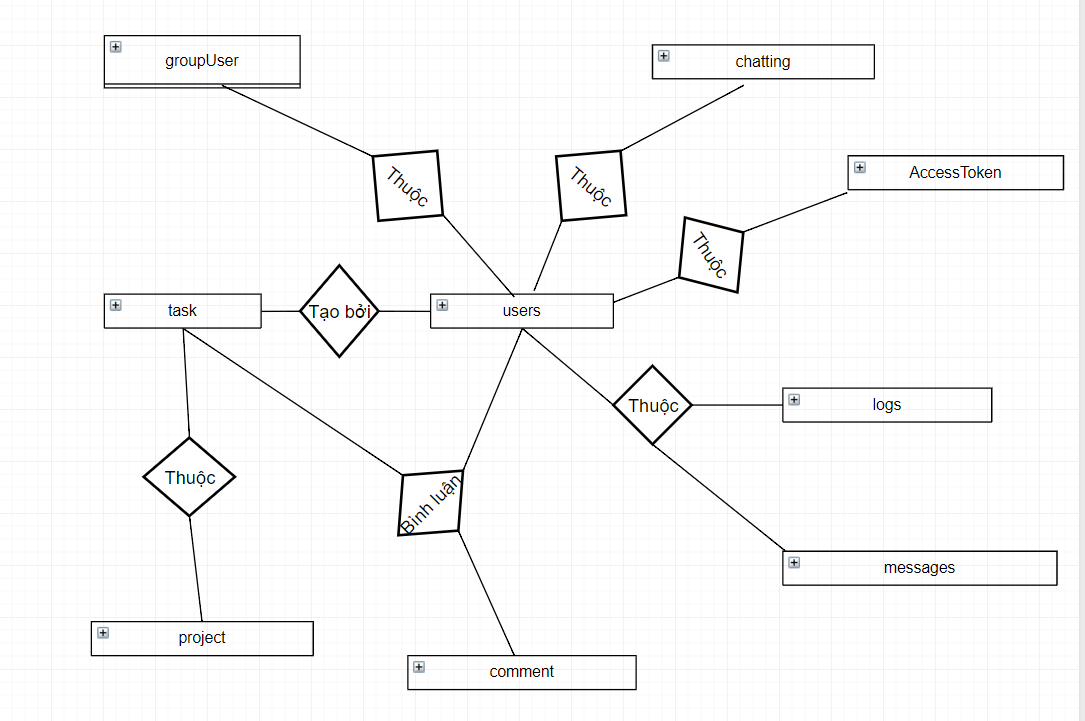 groupUser
chatting
Thuộc
Thuộc
AccessToken
Thuộc
task
Tạo bởi
users
Thuộc
logs
Thuộc
Bình luận
messages
project
comment